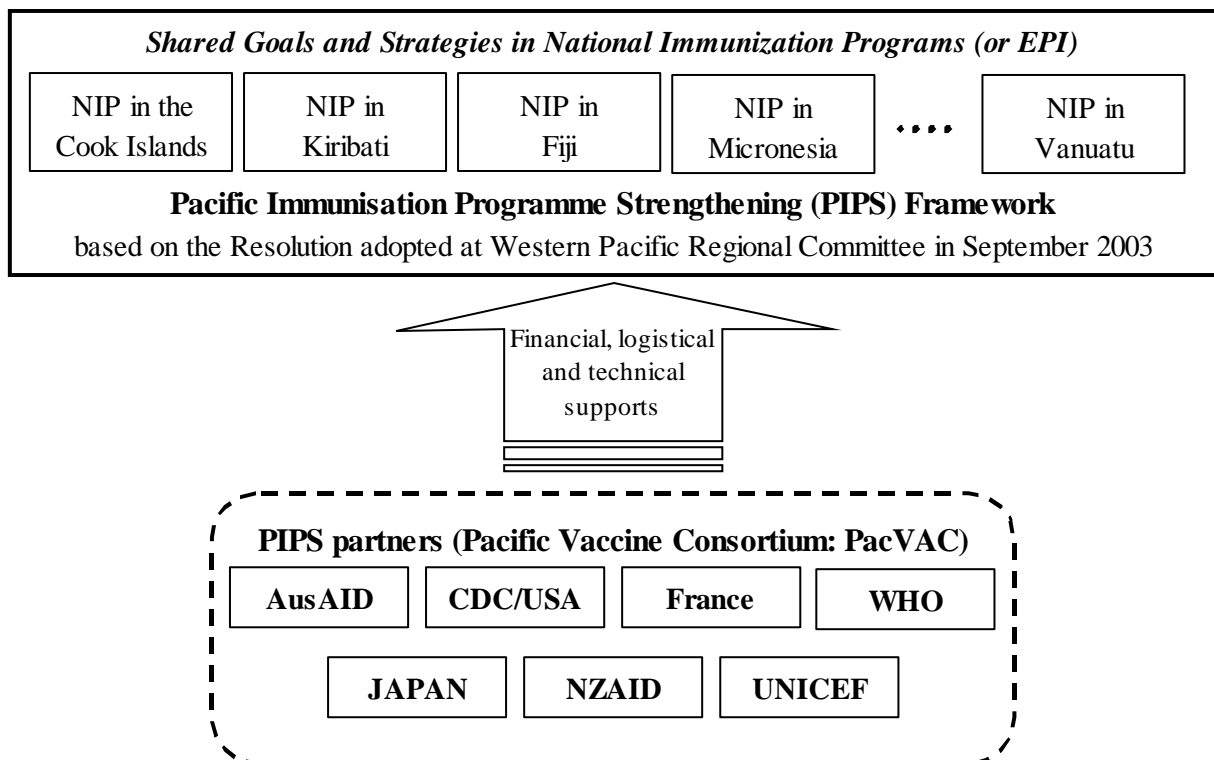 Shared Goals and Strategies in National Immunization Programs (or EPI)
NIP in the
Cook Islands
NIP in
Kiribati
NIP in
Fiji
NIP in
Micronesia
....
NIP in
Vanuatu
Pacific Immunisation Programme Strengthening (PIPS) Framework
based on the Resolution adopted at Western Pacific Regional Committee in September 2003
Financial, logistical
and technical
supports
PIPS partners (Pacific Vaccine Consortium: PacVAC)
AusAID
CDC/USA
France
WHO
JAPAN
NZAID
UNICEF